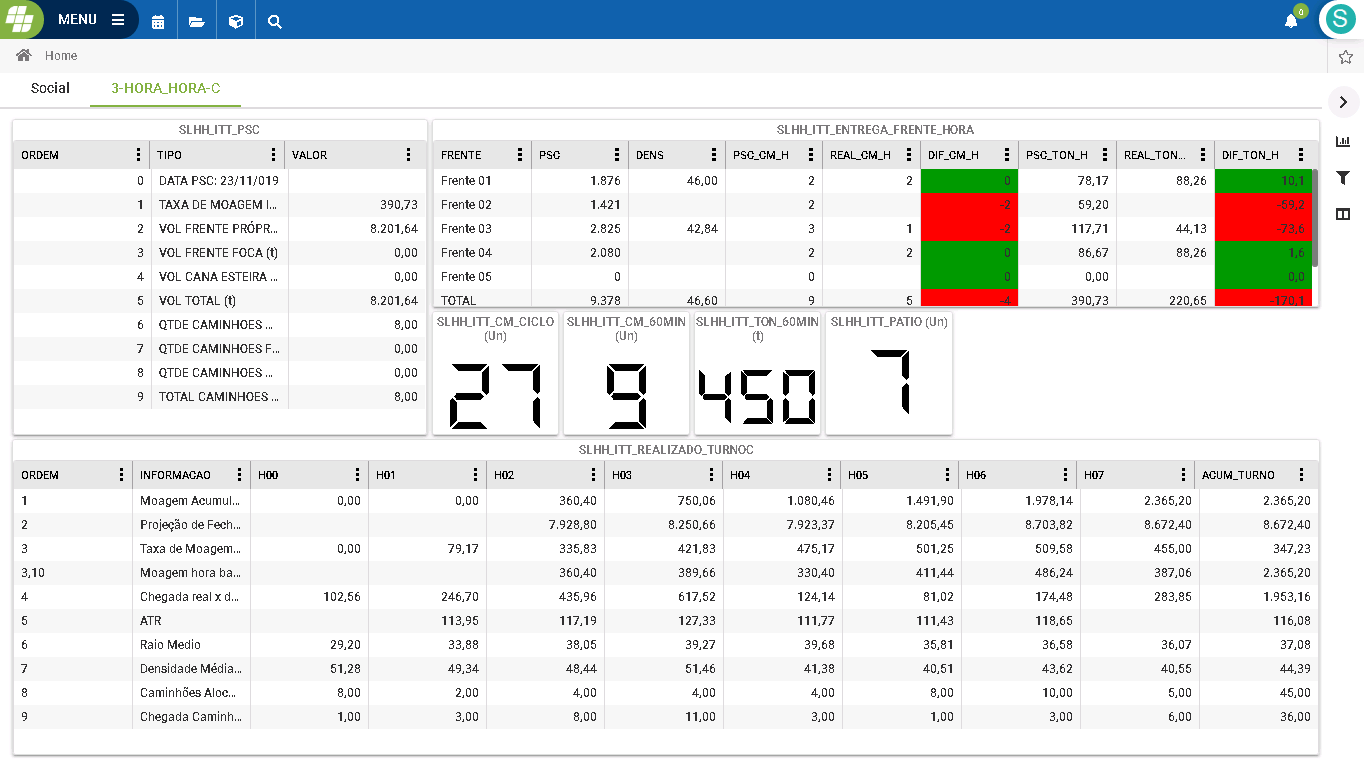 MENU
0
S
Home
Social 3-HORA_HORA-C
SLHH_ITT_PSC
ORDEM TIPO VALOR
0 DATA PSC: 23/11/019
1 TAXA DE MOAGEM I... 390,73
2 VOL FRENTE PRÓPR... 8.201,64
3 VOL FRENTE FOCA (t) 0,00
4 VOL CANA ESTEIRA ... 0,00
5 VOL TOTAL (t) 8.201,64
6 QTDE CAMINHOES ... 8,00
7 QTDE CAMINHOES F... 0,00
8 QTDE CAMINHOES ... 0,00
9 TOTAL CAMINHOES ... 8,00
SLHH_ITT_ENTREGA_FRENTE_HORA
FRENTE PSC DENS PSC_CM_H REAL_CM_H DIF_CM_H PSC_TON_H REAL_TON... DIF_TON_H
Frente 01 1.876 46,00 2 2 0 78,17 88,26 10,1
Frente 02 1.421 2 -2 59,20 -59,2
Frente 03 2.825 42,84 3 1 -2 117,71 44,13 -73,6
Frente 04 2.080 2 2 0 86,67 88,26 1,6
Frente 05 0 0 0 0,00 0,0
TOTAL 9.378 46,60 9 5 -4 390,73 220,65 -170,1
SLHH_ITT_CM_CICLO
(Un)
27
SLHH_ITT_CM_60MIN
(Un)
9
SLHH_ITT_TON_60MIN
(t)
450
SLHH_ITT_PATIO (Un)
7
SLHH_ITT_REALIZADO_TURNOC
ORDEM INFORMACAO H00 H01 H02 H03 H04 H05 H06 H07 ACUM_TURNO
1 Moagem Acumul... 0,00 0,00 360,40 750,06 1.080,46 1.491,90 1.978,14 2.365,20 2.365,20
2 Projeção de Fech... 7.928,80 8.250,66 7.923,37 8.205,45 8.703,82 8.672,40 8.672,40
3 Taxa de Moagem... 0,00 79,17 335,83 421,83 475,17 501,25 509,58 455,00 347,23
3,10 Moagem hora ba... 360,40 389,66 330,40 411,44 486,24 387,06 2.365,20
4 Chegada real x d... 102,56 246,70 435,96 617,52 124,14 81,02 174,48 283,85 1.953,16
5 ATR 113,95 117,19 127,33 111,77 111,43 118,65 116,08
6 Raio Medio 29,20 33,88 38,05 39,27 39,68 35,81 36,58 36,07 37,08
7 Densidade Média... 51,28 49,34 48,44 51,46 41,38 40,51 43,62 40,55 44,39
8 Caminhões Aloc... 8,00 2,00 4,00 4,00 4,00 8,00 10,00 5,00 45,00
9 Chegada Caminh... 1,00 3,00 8,00 11,00 3,00 1,00 3,00 6,00 36,00